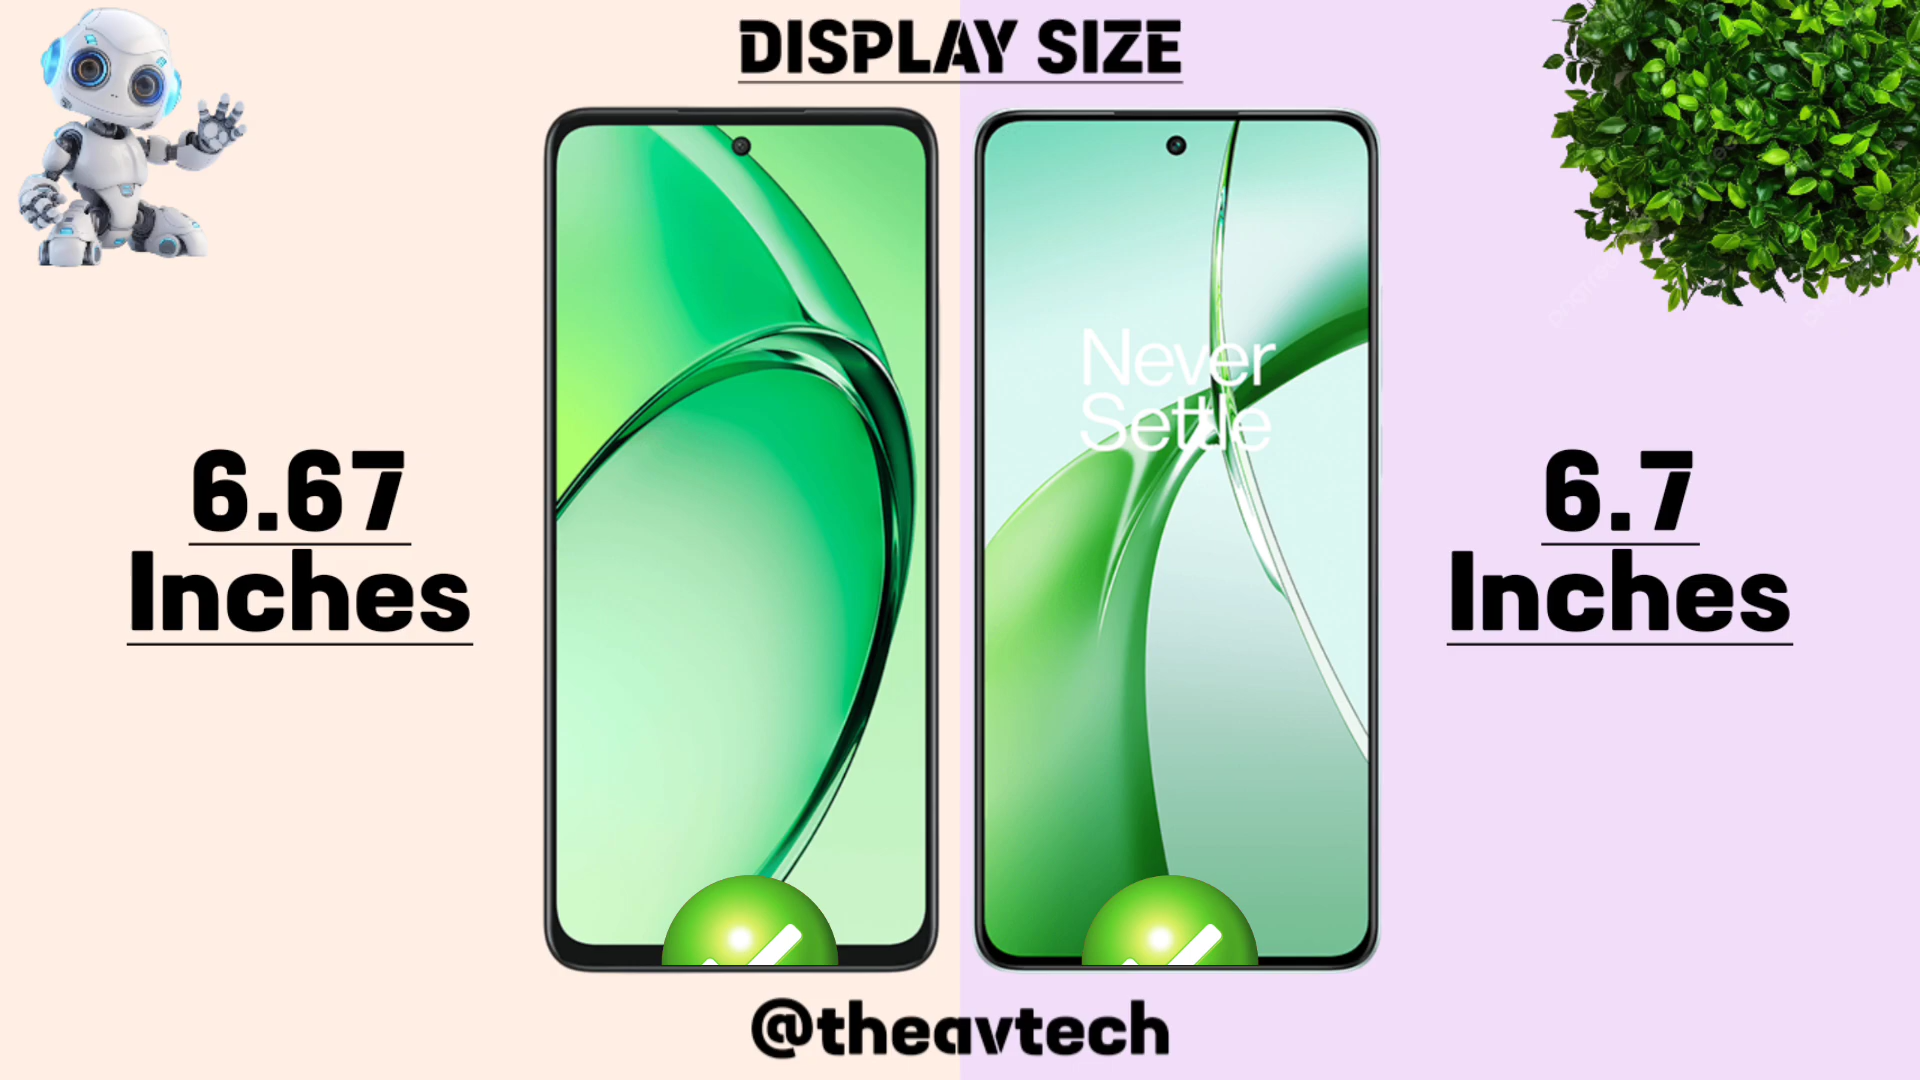 DISPLAY SIZE
Never
Settle
6.67
Inches
6.7
Inches
@theavtech